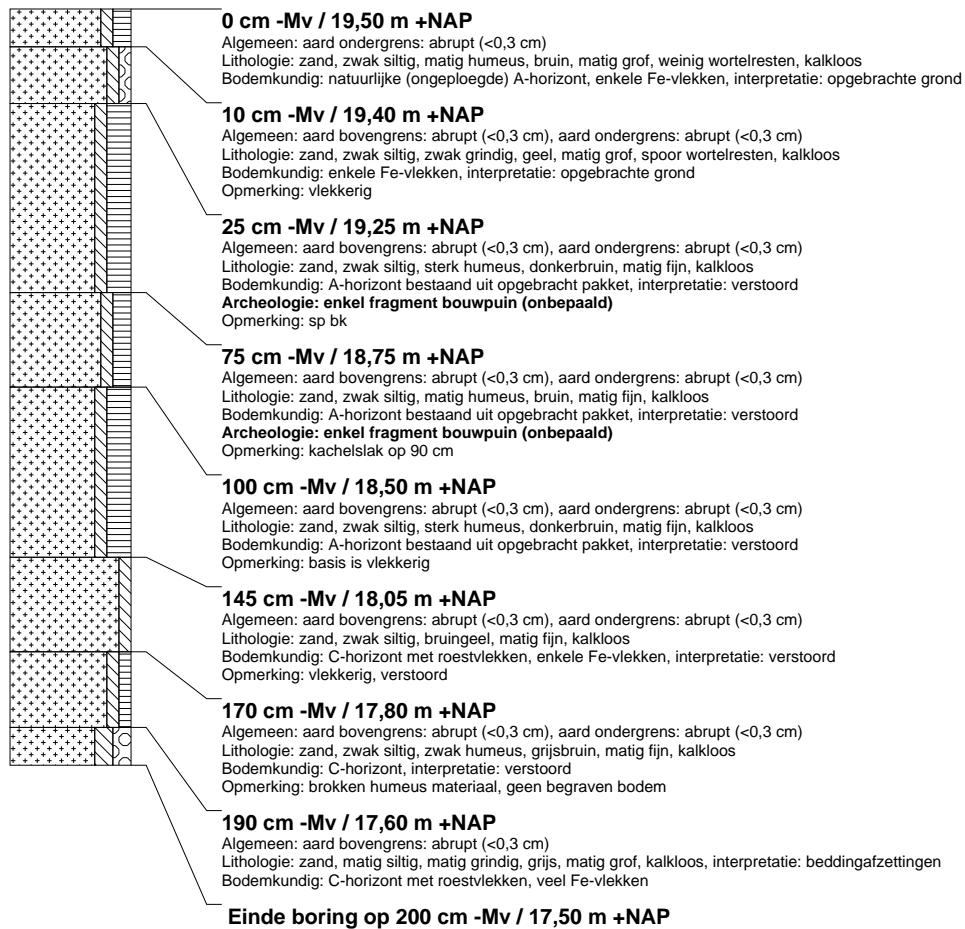 0 cm -Mv / 19,50 m +NAP
Algemeen: aard ondergrens: abrupt (<0,3 cm)
Lithologie: zand, zwak siltig, matig humeus, bruin, matig grof, weinig wortelresten, kalkloos
Bodemkundig: natuurlijke (ongeploegde) A-horizont, enkele Fe-vlekken, interpretatie: opgebrachte grond
10 cm -Mv / 19,40 m +NAP
Algemeen: aard bovengrens: abrupt (<0,3 cm), aard ondergrens: abrupt (<0,3 cm)
Lithologie: zand, zwak siltig, zwak grindig, geel, matig grof, spoor wortelresten, kalkloos
Bodemkundig: enkele Fe-vlekken, interpretatie: opgebrachte grond
Opmerking: vlekkerig
25 cm -Mv / 19,25 m +NAP
Algemeen: aard bovengrens: abrupt (<0,3 cm), aard ondergrens: abrupt (<0,3 cm)
Lithologie: zand, zwak siltig, sterk humeus, donkerbruin, matig fijn, kalkloos
Bodemkundig: A-horizont bestaand uit opgebracht pakket, interpretatie: verstoord
Archeologie: enkel fragment bouwpuin (onbepaald)
Opmerking: sp bk
75 cm -Mv / 18,75 m +NAP
Algemeen: aard bovengrens: abrupt (<0,3 cm), aard ondergrens: abrupt (<0,3 cm)
Lithologie: zand, zwak siltig, matig humeus, bruin, matig fijn, kalkloos
Bodemkundig: A-horizont bestaand uit opgebracht pakket, interpretatie: verstoord
Archeologie: enkel fragment bouwpuin (onbepaald)
Opmerking: kachelslak op 90 cm
100 cm -Mv / 18,50 m +NAP
Algemeen: aard bovengrens: abrupt (<0,3 cm), aard ondergrens: abrupt (<0,3 cm)
Lithologie: zand, zwak siltig, sterk humeus, donkerbruin, matig fijn, kalkloos
Bodemkundig: A-horizont bestaand uit opgebracht pakket, interpretatie: verstoord
Opmerking: basis is vlekkerig
145 cm -Mv / 18,05 m +NAP
Algemeen: aard bovengrens: abrupt (<0,3 cm), aard ondergrens: abrupt (<0,3 cm)
Lithologie: zand, zwak siltig, bruingeel, matig fijn, kalkloos
Bodemkundig: C-horizont met roestvlekken, enkele Fe-vlekken, interpretatie: verstoord
Opmerking: vlekkerig, verstoord
170 cm -Mv / 17,80 m +NAP
Algemeen: aard bovengrens: abrupt (<0,3 cm), aard ondergrens: abrupt (<0,3 cm)
Lithologie: zand, zwak siltig, zwak humeus, grijsbruin, matig fijn, kalkloos
Bodemkundig: C-horizont, interpretatie: verstoord
Opmerking: brokken humeus materiaal, geen begraven bodem
190 cm -Mv / 17,60 m +NAP
Algemeen: aard bovengrens: abrupt (<0,3 cm)
Lithologie: zand, matig siltig, matig grindig, grijs, matig grof, kalkloos, interpretatie: beddingafzettingen
Bodemkundig: C-horizont met roestvlekken, veel Fe-vlekken
Einde boring op 200 cm -Mv / 17,50 m +NAP